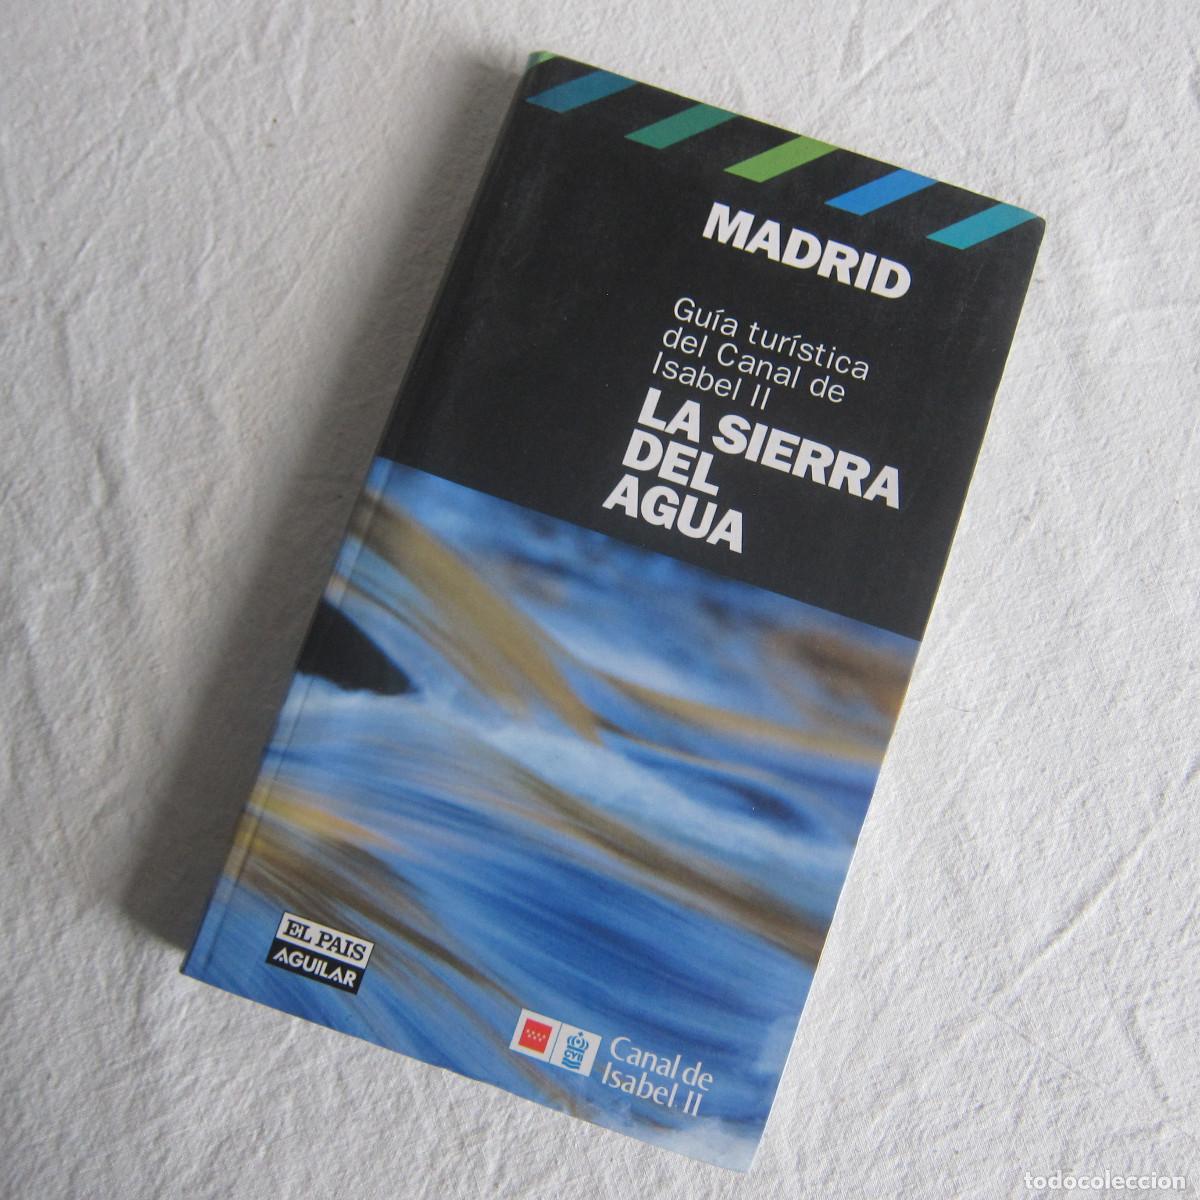 MADRID
Guía turística
del Canal de
Isabel II
LA SIERRA
DEL
AGUA
EL PAIS
AGUILAR
Canal de
Isabel II
todocoleccion